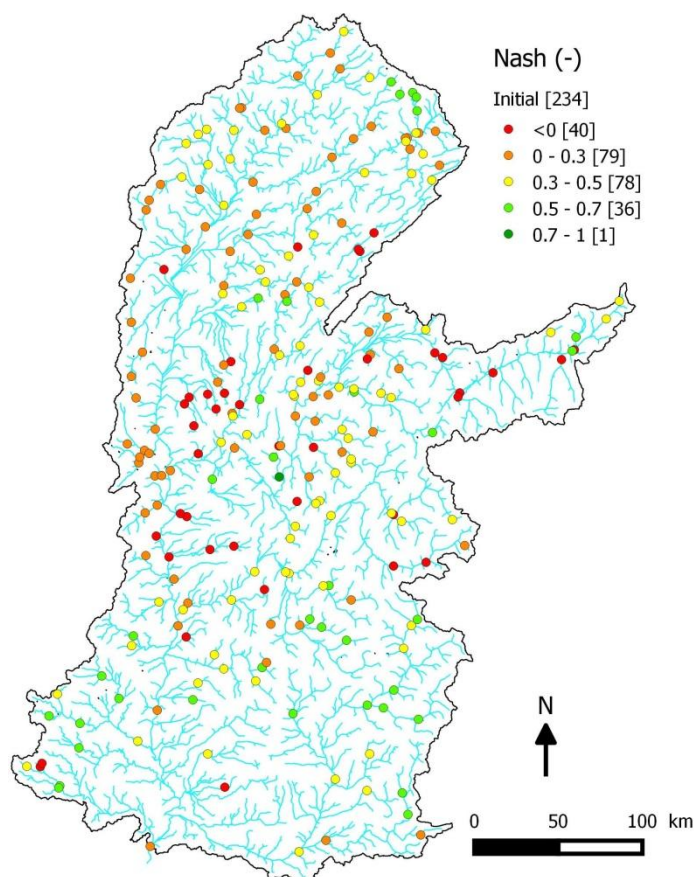 Nash (-)
Initial [234]
<0 [40]
0 - 0.3 [79]
0.3 - 0.5 [78]
0.5 - 0.7 [36]
0.7 - 1 [1]
N
0 50 100 km